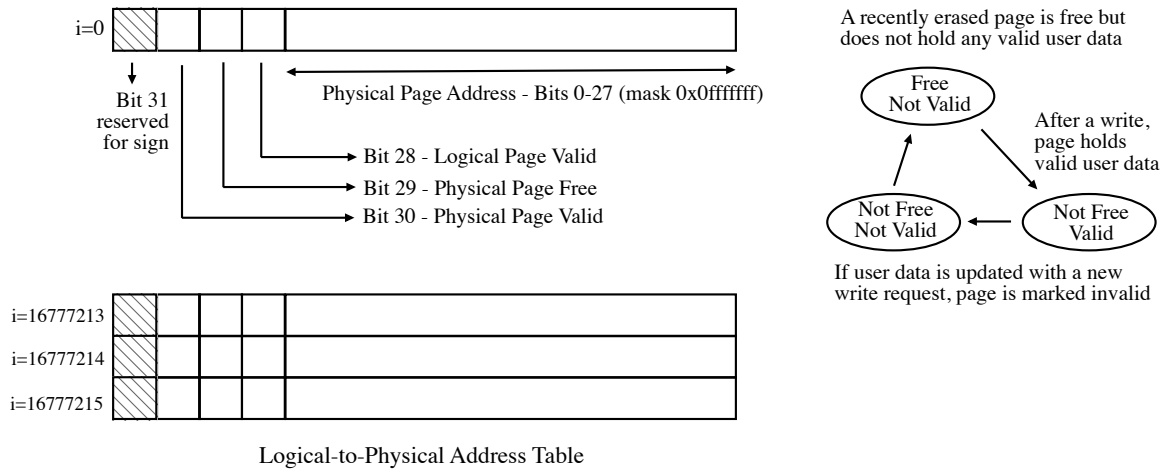 i=0
Bit 31
reserved
for sign
Physical Page Address - Bits 0-27 (mask 0x0fffffff)
Bit 28 - Logical Page Valid
Bit 29 - Physical Page Free
Bit 30 - Physical Page Valid
A recently erased page is free but
does not hold any valid user data
Free
Not Valid
After a write,
page holds
valid user data
Not Free
Not Valid
Not Free
Valid
If user data is updated with a new
write request, page is marked invalid
i=16777213
i=16777214
i=16777215
Logical-to-Physical Address Table